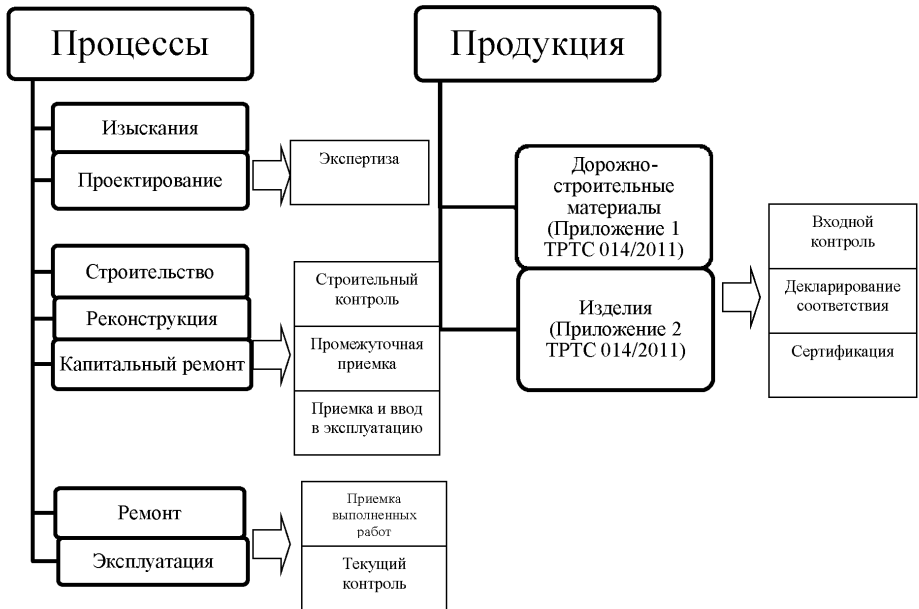 Процессы
Изыскания
Проектирование
Экспертиза
Строительство
Реконструкция
Капитальный ремонт
Строительный
контроль
Промежуточная
приемка
Приемка и ввод
в эксплуатацию
Ремонт
Эксплуатация
Приемка
выполненных
работ
Текущий
контроль
Продукция
Дорожно-
строительные
материалы
(Приложение 1
ТРТС 014/2011)
Изделия
(Приложение 2
ТРТС 014/2011)
Входной
контроль
Декларирование
соответствия
Сертификация